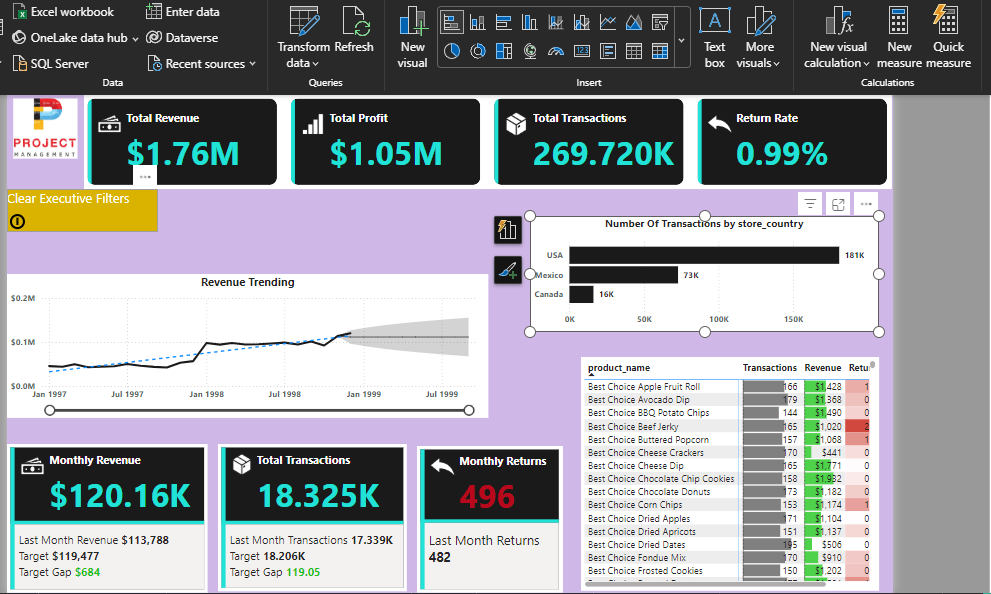 Excel workbook
Enter data
OneLake data hub
Dataverse
SQL Server
Recent sources
Data
Transform data
Refresh
Queries
New visual
Text box
More visuals
Insert
New visual calculation
New measure
Quick measure
Calculations
PROJECT
MANAGEMENT
Total Revenue
$1.76M
Total Profit
$1.05M
Total Transactions
269.720K
Return Rate
0.99%
Clear Executive Filters
Number Of Transactions by store_country
USA 181K
Mexico 73K
Canada 16K
0K 50K 100K 150K
Revenue Trending
$0.2M
$0.1M
$0.0M
Jan 1997 Jul 1997 Jan 1998 Jul 1998 Jan 1999 Jul 1999
product_name Transactions Revenue
Best Choice Apple Fruit Roll 166 $1,428 1
Best Choice Avocado Dip 179 $1,368 0
Best Choice BBQ Potato Chips 144 $1,490 0
Best Choice Beef Jerky 165 $1,020 2
Best Choice Buttered Popcorn 157 $1,068 1
Best Choice Cheese Crackers 170 $441 0
Best Choice Cheese Dip 165 $1,771 0
Best Choice Chocolate Chip Cookies 158 $1,932 0
Best Choice Chocolate Donuts 173 $1,182 0
Best Choice Corn Chips 153 $1,174 1
Best Choice Dried Apples 171 $1,104 0
Best Choice Dried Apricots 151 $1,137 0
Best Choice Dried Dates 195 $506 0
Best Choice Fondue Mix 170 $910 0
Best Choice Frosted Cookies 150 $1,202 0
Monthly Revenue
$120.16K
Last Month Revenue $113,788
Target $119,477
Target Gap $684
Total Transactions
18.325K
Last Month Transactions 17.339K
Target 18.206K
Target Gap 119.05
Monthly Returns
496
Last Month Returns
482